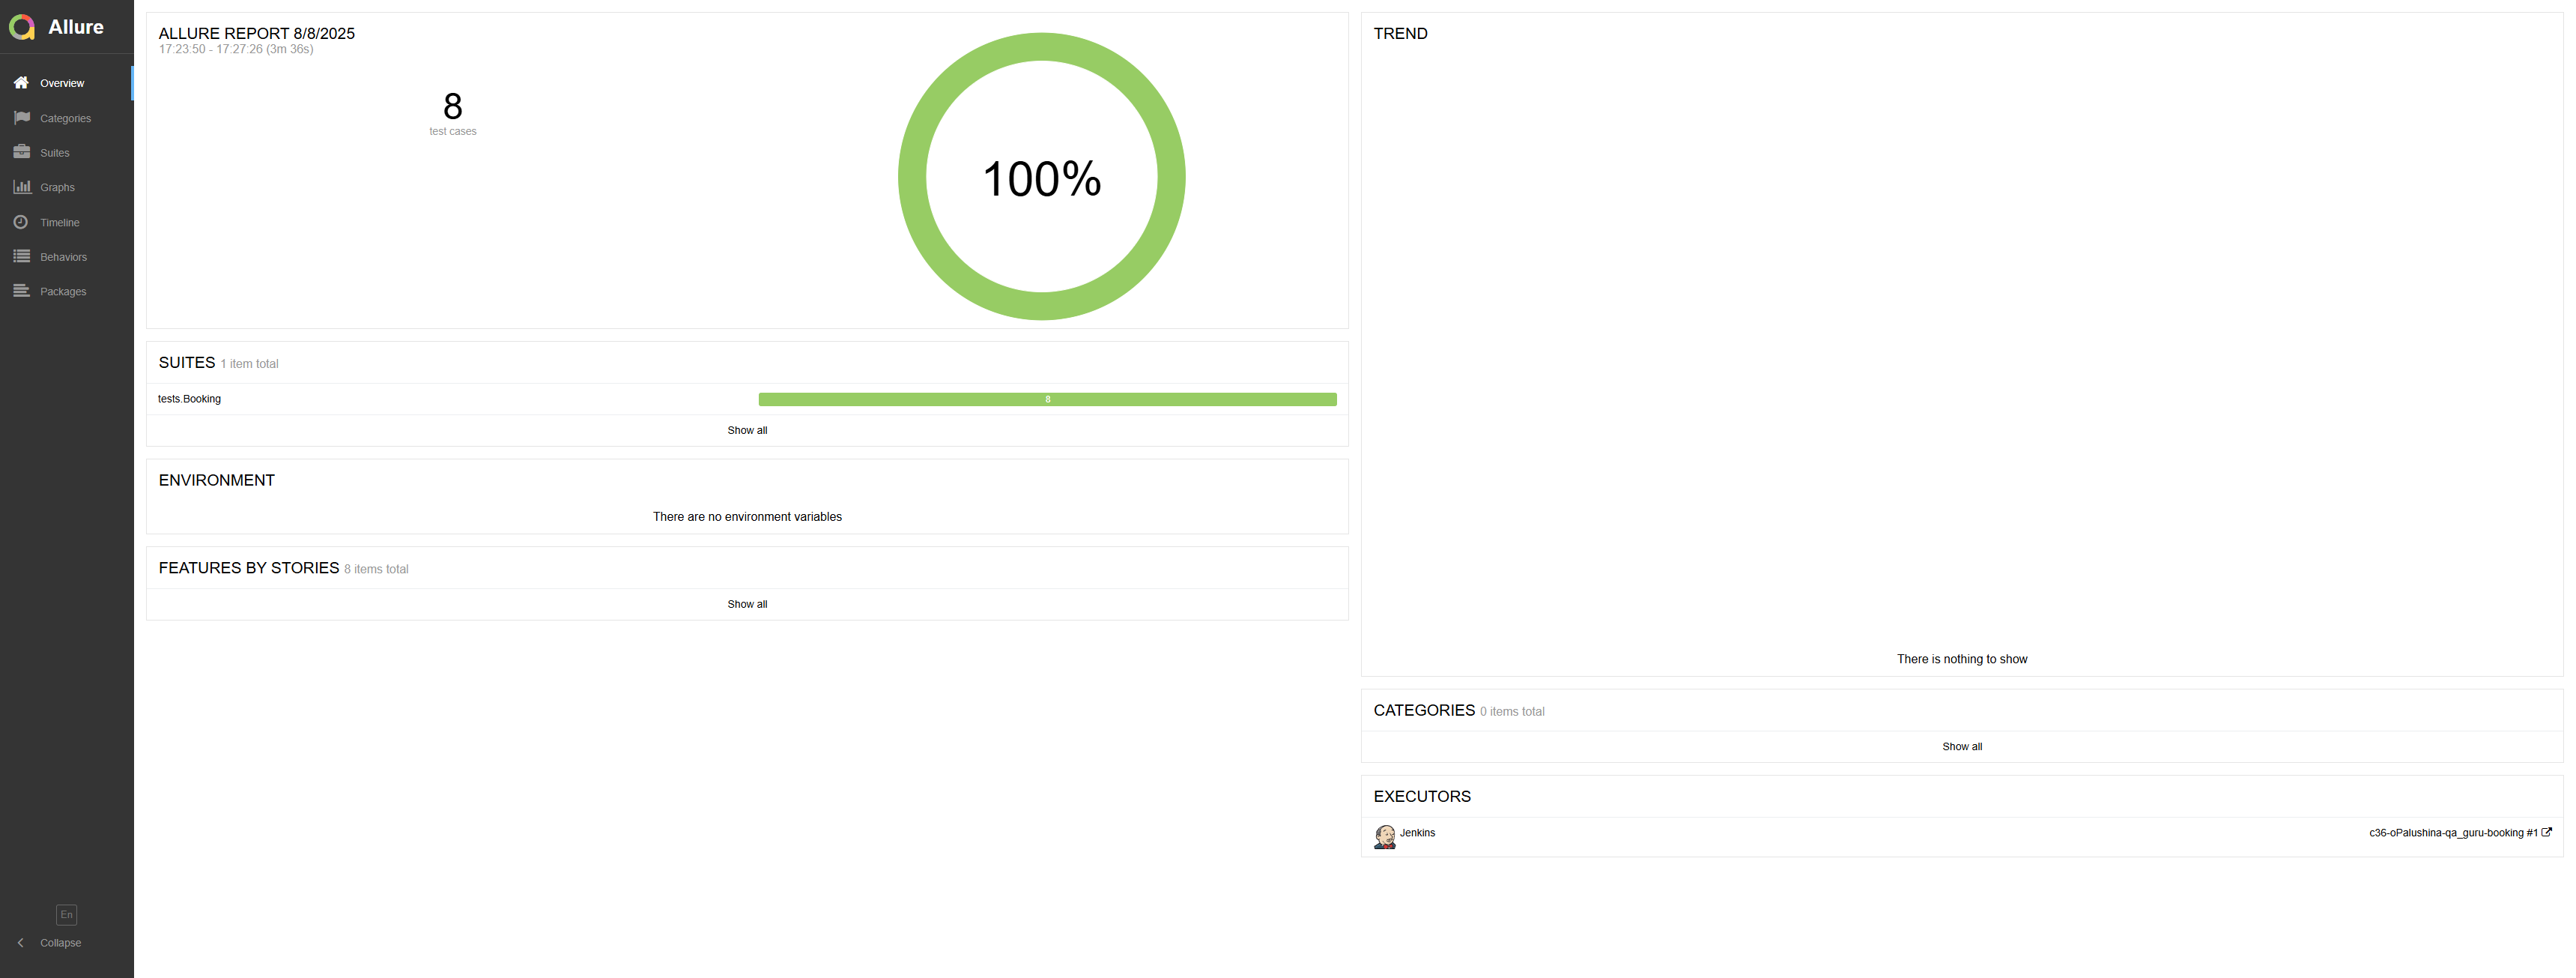 Allure
Overview
Categories
Suites
Graphs
Timeline
Behaviors
Packages
En
Collapse
ALLURE REPORT 8/8/2025
17:23:50 - 17:27:26 (3m 36s)
8
test cases
100%
SUITES 1 item total
tests.Booking 8
Show all
ENVIRONMENT
There are no environment variables
FEATURES BY STORIES 8 items total
Show all
TREND
There is nothing to show
CATEGORIES 0 items total
Show all
EXECUTORS
Jenkins c36-oPalushina-qa_guru-booking #1